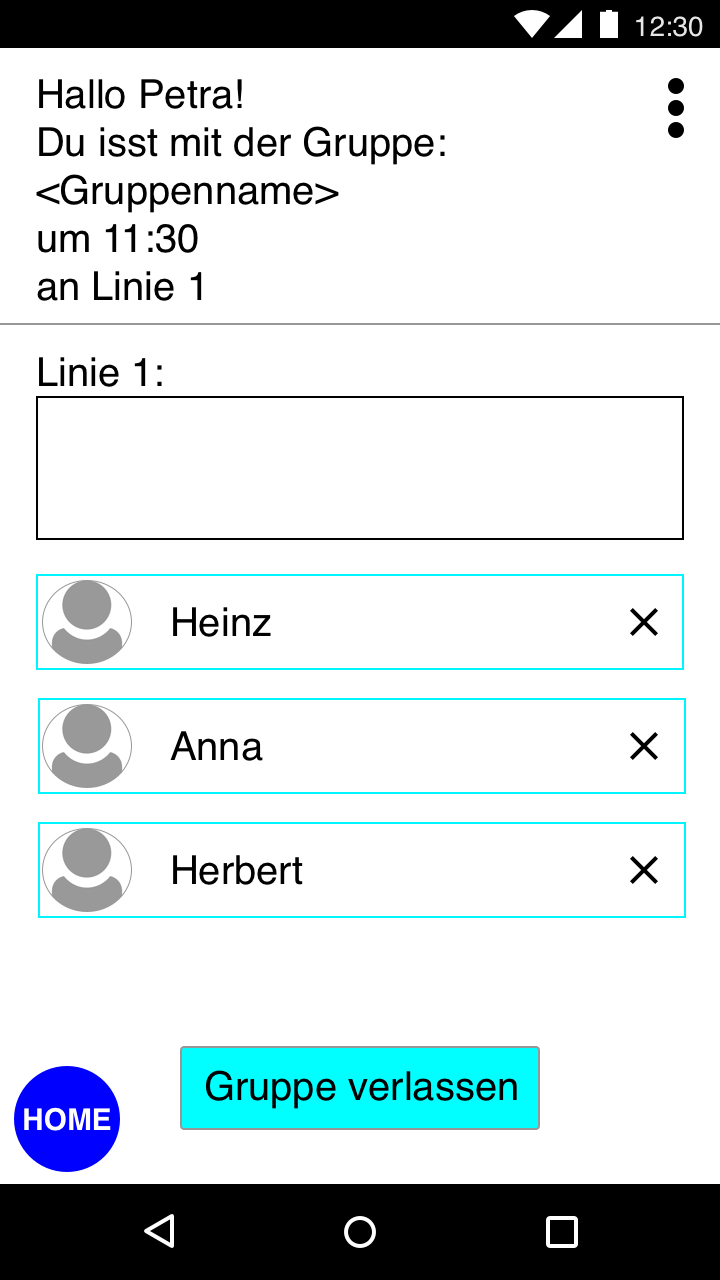 12:30
Hallo Petra!
Du isst mit der Gruppe:
<Gruppenname>
um 11:30
an Linie 1
Linie 1:
Heinz
Anna
Herbert
Gruppe verlassen
HOME